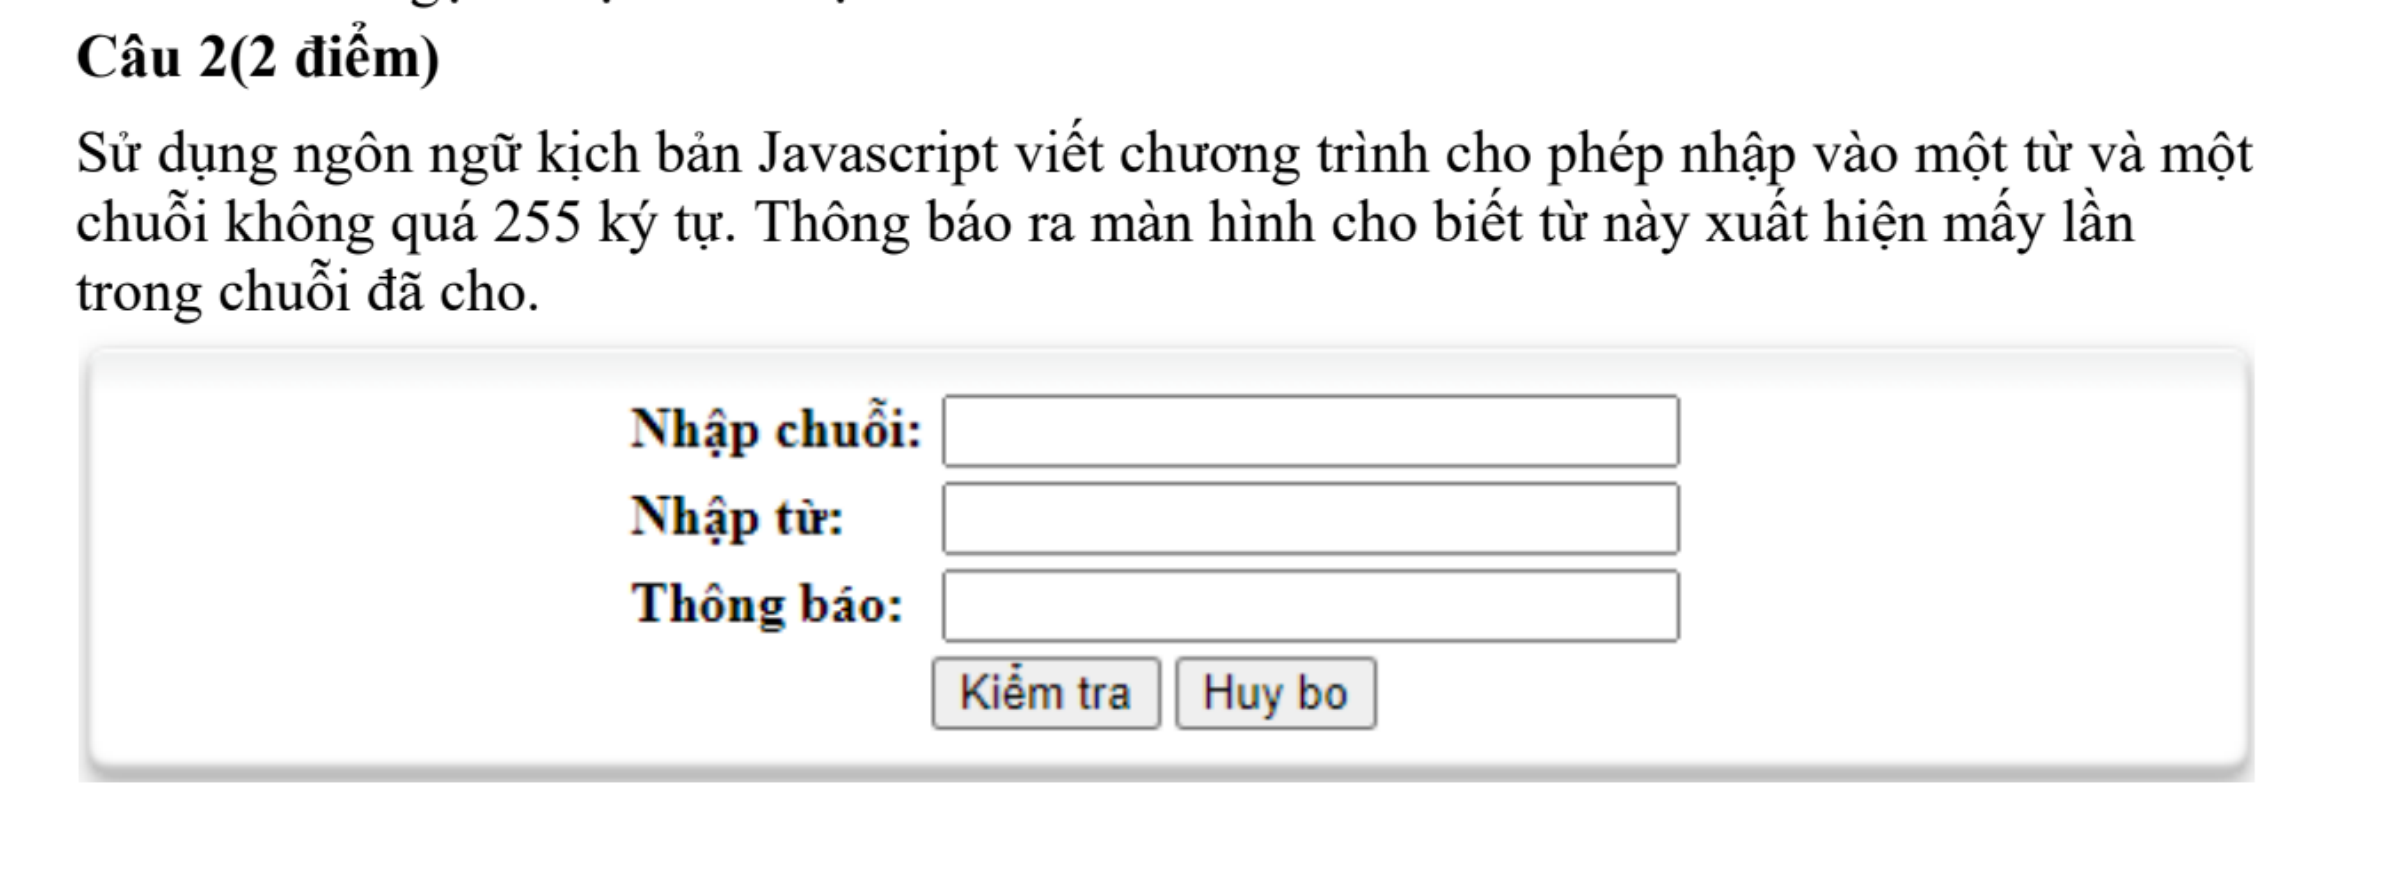 Câu 2(2 điểm)
Sử dụng ngôn ngữ kịch bản Javascript viết chương trình cho phép nhập vào một từ và một
chuỗi không quá 255 ký tự. Thông báo ra màn hình cho biết từ này xuất hiện mấy lần
trong chuỗi đã cho.
Nhập chuỗi:
Nhập từ:
Thông báo:
Kiểm tra Huy bo